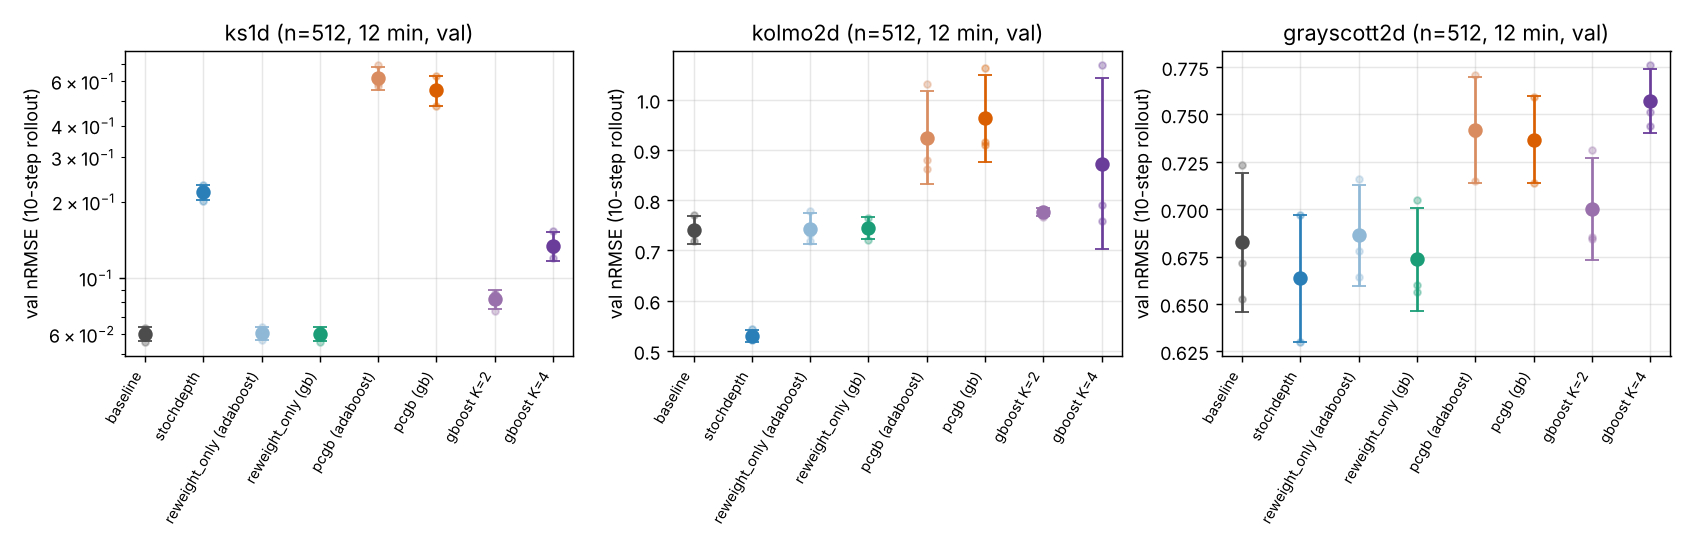 ks1d (n=512, 12 min, val)
val nRMSE (10-step rollout)
6 × 10⁻¹
4 × 10⁻¹
3 × 10⁻¹
2 × 10⁻¹
10⁻¹
6 × 10⁻²
baseline
stochdepth
reweight_only (adaboost)
reweight_only (gb)
pcgb (adaboost)
pcgb (gb)
gboost K=2
gboost K=4
kolmo2d (n=512, 12 min, val)
val nRMSE (10-step rollout)
1.0
0.9
0.8
0.7
0.6
0.5
baseline
stochdepth
reweight_only (adaboost)
reweight_only (gb)
pcgb (adaboost)
pcgb (gb)
gboost K=2
gboost K=4
grayscott2d (n=512, 12 min, val)
val nRMSE (10-step rollout)
0.775
0.750
0.725
0.700
0.675
0.650
0.625
baseline
stochdepth
reweight_only (adaboost)
reweight_only (gb)
pcgb (adaboost)
pcgb (gb)
gboost K=2
gboost K=4